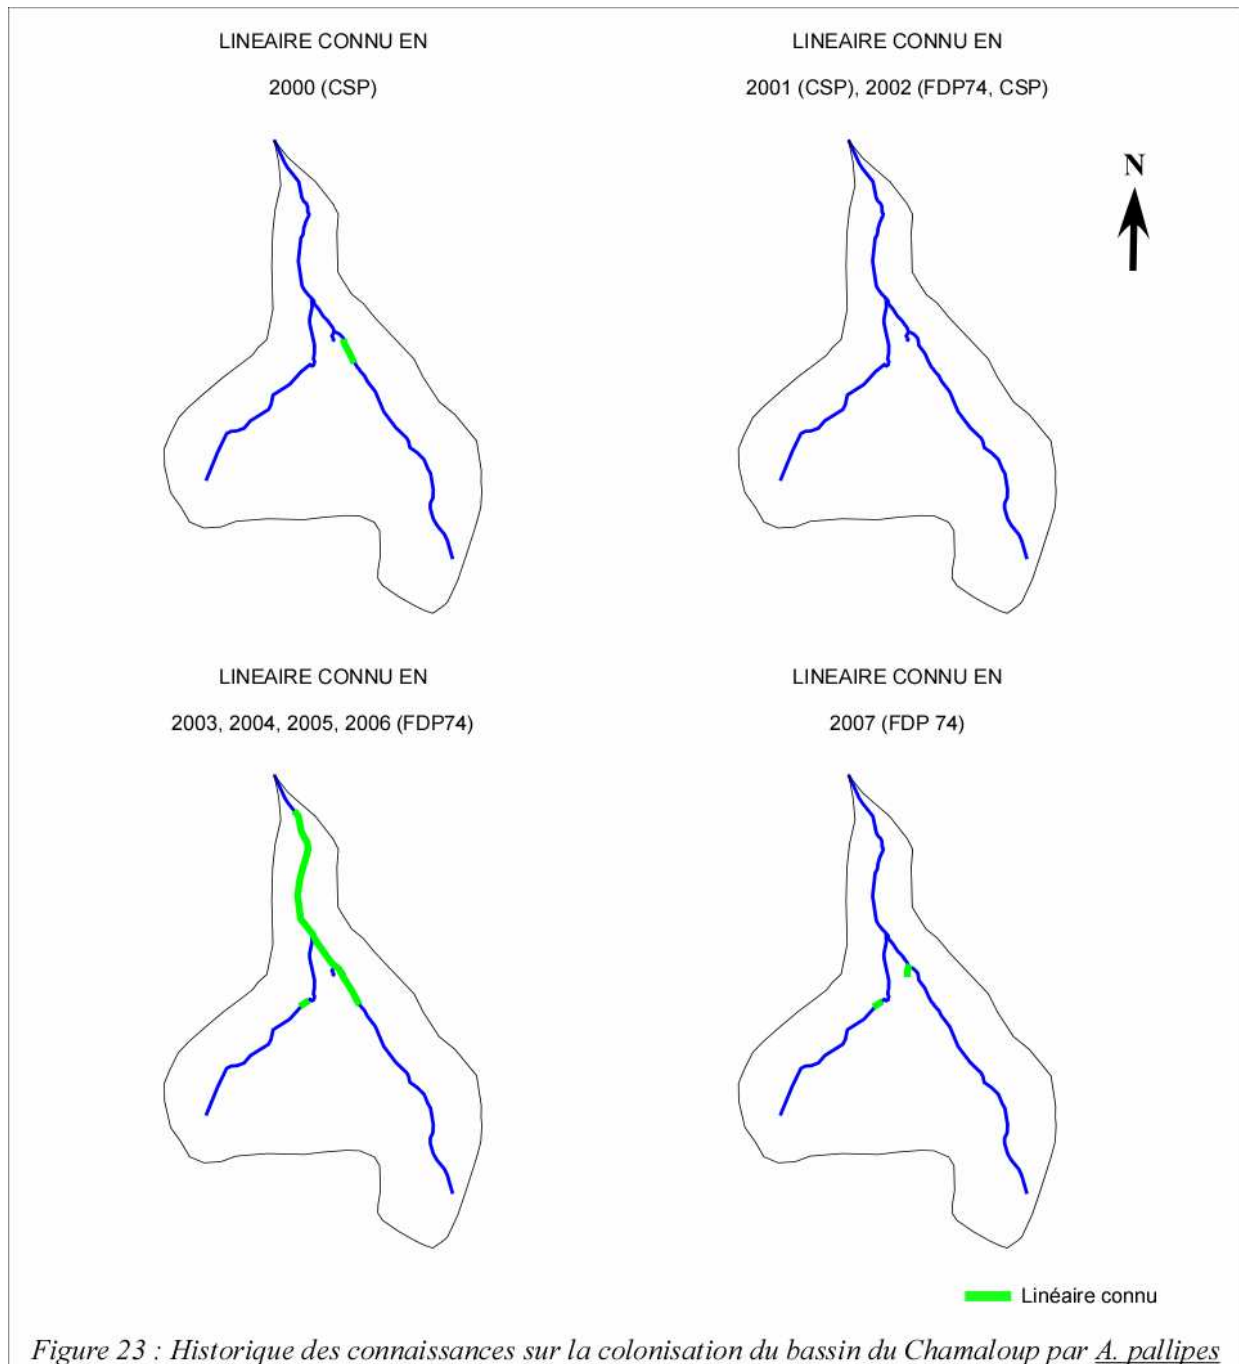 LINEAIRE CONNU EN
2000 (CSP)
LINEAIRE CONNU EN
2001 (CSP), 2002 (FDP74, CSP)
N
LINEAIRE CONNU EN
2003, 2004, 2005, 2006 (FDP74)
LINEAIRE CONNU EN
2007 (FDP 74)
Linéaire connu
Figure 23 : Historique des connaissances sur la colonisation du bassin du Chamaloup par A. pallipes